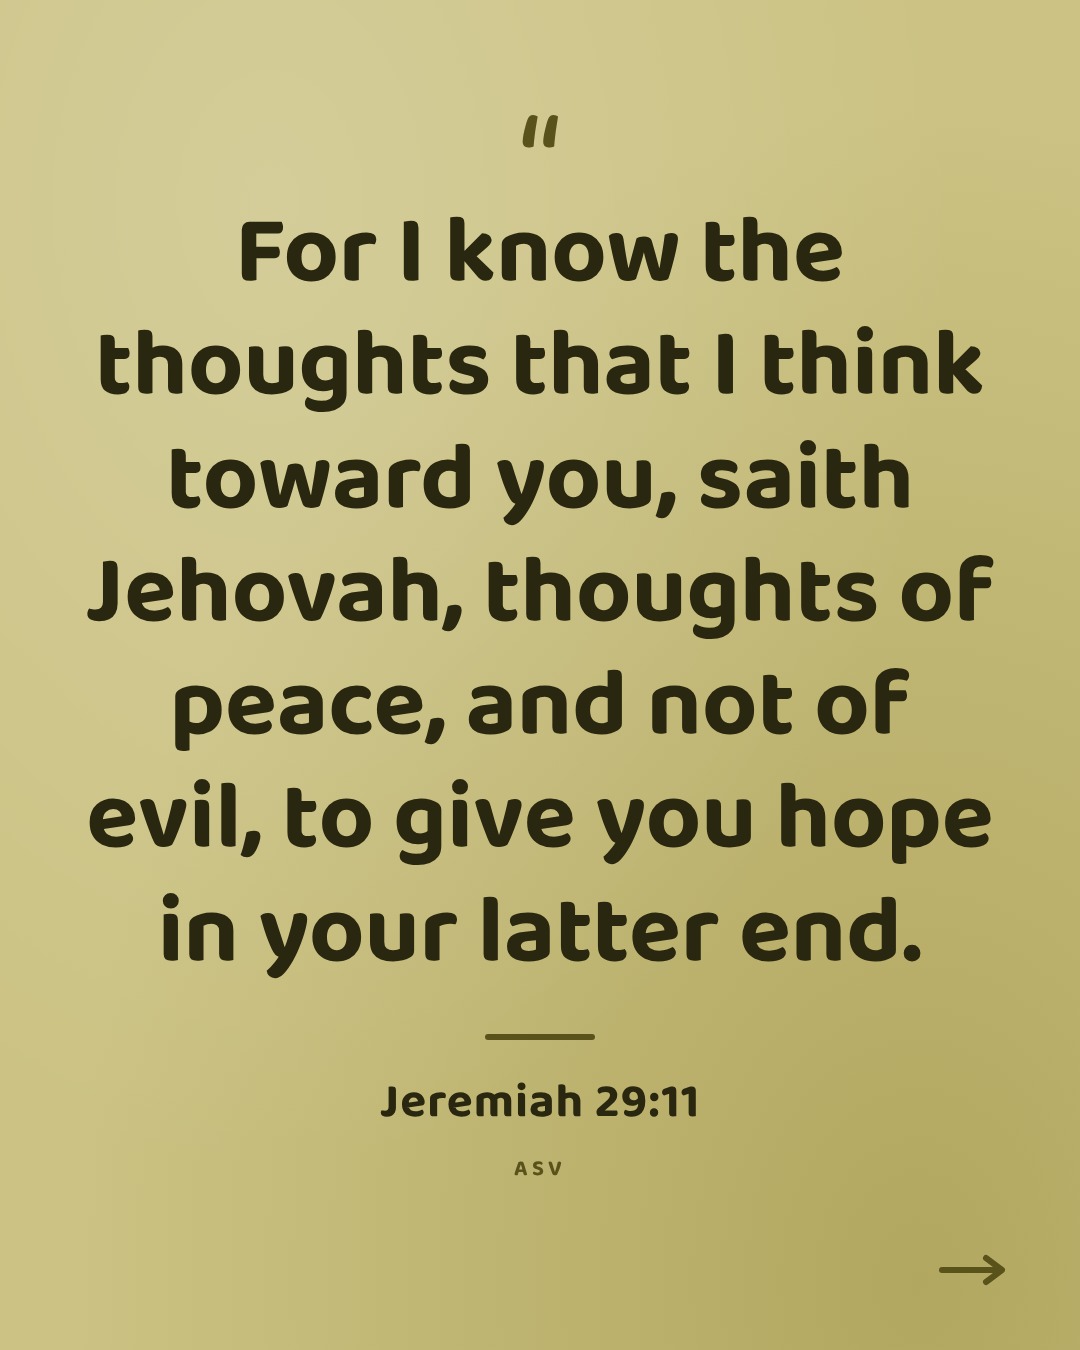 “
For I know the
thoughts that I think
toward you, saith
Jehovah, thoughts of
peace, and not of
evil, to give you hope
in your latter end.
Jeremiah 29:11
ASV
→